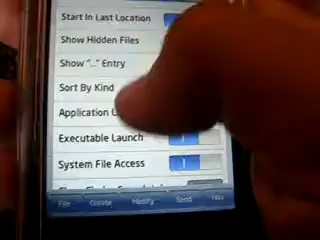 Start In Last Location
Show Hidden Files
Show ".." Entry
Sort By Kind
Application
Executable Launch
System File Access
File Create Modify Send